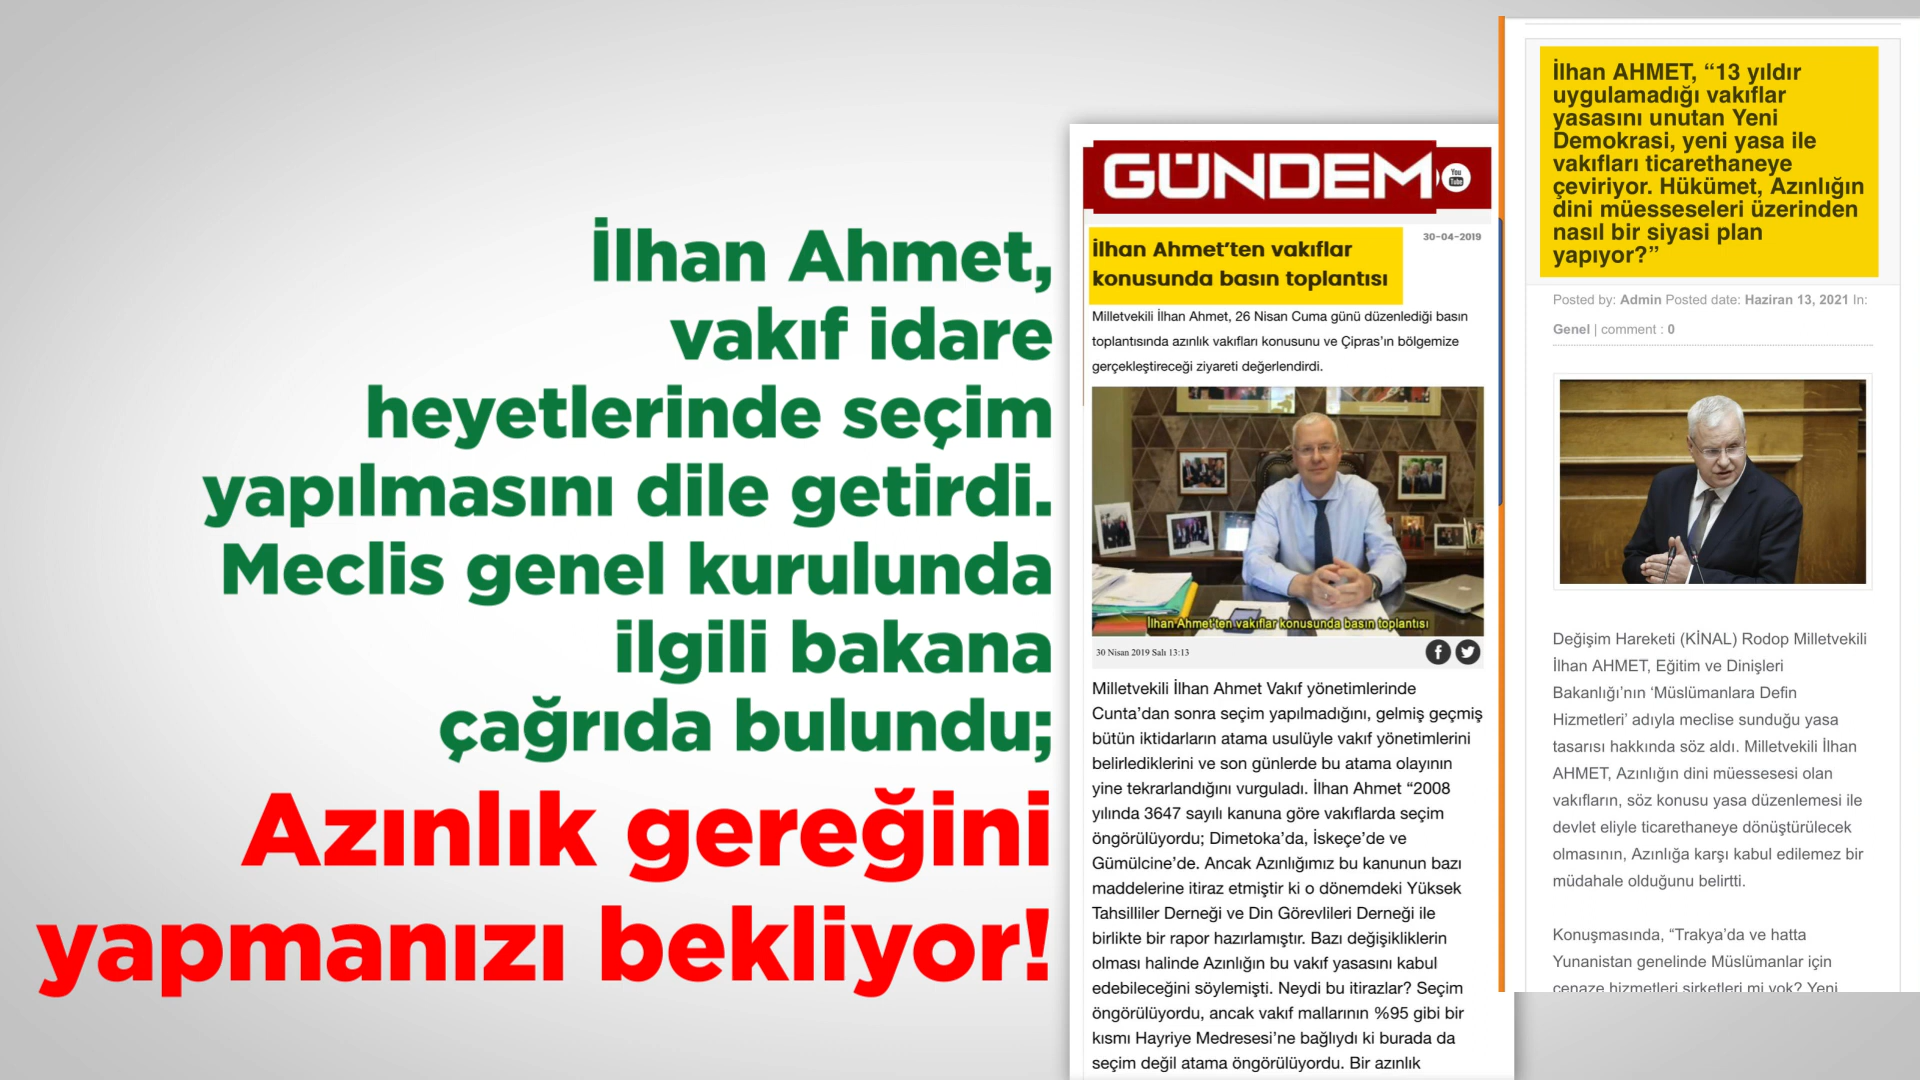 İlhan Ahmet,
vakıf idare
heyetlerinde seçim
yapılmasını dile getirdi.
Meclis genel kurulunda
ilgili bakana
çağrıda bulundu;
Azınlık gereğini
yapmanızı bekliyor!
GÜNDEM
You
Tube
30-04-2019
İlhan Ahmet’ten vakıflar
konusunda basın toplantısı
Milletvekili İlhan Ahmet, 26 Nisan Cuma günü düzenlediği basın
toplantısında azınlık vakıfları konusunu ve Çipras’ın bölgemize
gerçekleştireceği ziyareti değerlendirdi.
İlhan Ahmet'ten vakıflar konusunda basın toplantısı
30 Nisan 2019 Salı 13:13
Milletvekili İlhan Ahmet Vakıf yönetimlerinde
Cunta’dan sonra seçim yapılmadığını, gelmiş geçmiş
bütün iktidarların atama usulüyle vakıf yönetimlerini
belirlediklerini ve son günlerde bu atama olayının
yine tekrarlandığını vurguladı. İlhan Ahmet “2008
yılında 3647 sayılı kanuna göre vakıflarda seçim
öngörülüyordu; Dimetoka’da, İskeçe’de ve
Gümülcine’de. Ancak Azınlığımız bu kanunun bazı
maddelerine itiraz etmiştir ki o dönemdeki Yüksek
Tahsilliler Derneği ve Din Görevlileri Derneği ile
birlikte bir rapor hazırlamıştır. Bazı değişikliklerin
olması halinde Azınlığın bu vakıf yasasını kabul
edebileceğini söylemişti. Neydi bu itirazlar? Seçim
öngörülüyordu, ancak vakıf mallarının %95 gibi bir
kısmı Hayriye Medresesi’ne bağlıydı ki burada da
seçim değil atama öngörülüyordu. Bir azınlık
İlhan AHMET, “13 yıldır
uygulamadığı vakıflar
yasasını unutan Yeni
Demokrasi, yeni yasa ile
vakıfları ticarethaneye
çeviriyor. Hükümet, Azınlığın
dini müesseseleri üzerinden
nasıl bir siyasi plan
yapıyor?”
Posted by: Admin Posted date: Haziran 13, 2021 In:
Genel | comment : 0
Değişim Hareketi (KİNAL) Rodop Milletvekili
İlhan AHMET, Eğitim ve Dinişleri
Bakanlığı’nın ‘Müslümanlara Defin
Hizmetleri’ adıyla meclise sunduğu yasa
tasarısı hakkında söz aldı. Milletvekili İlhan
AHMET, Azınlığın dini müessesesi olan
vakıfların, söz konusu yasa düzenlemesi ile
devlet eliyle ticarethaneye dönüştürülecek
olmasının, Azınlığa karşı kabul edilemez bir
müdahale olduğunu belirtti.
Konuşmasında, “Trakya’da ve hatta
Yunanistan genelinde Müslümanlar için
cenaze hizmetleri şirketleri mi yok? Yeni